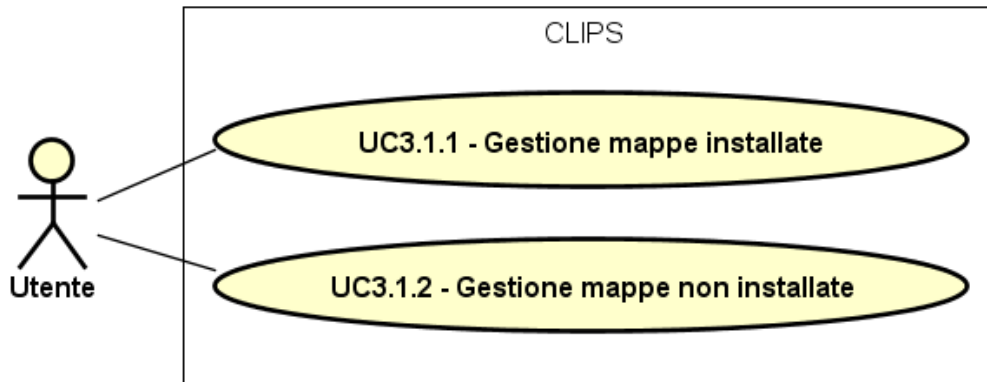 CLIPS
UC3.1.1 - Gestione mappe installate
UC3.1.2 - Gestione mappe non installate
Utente